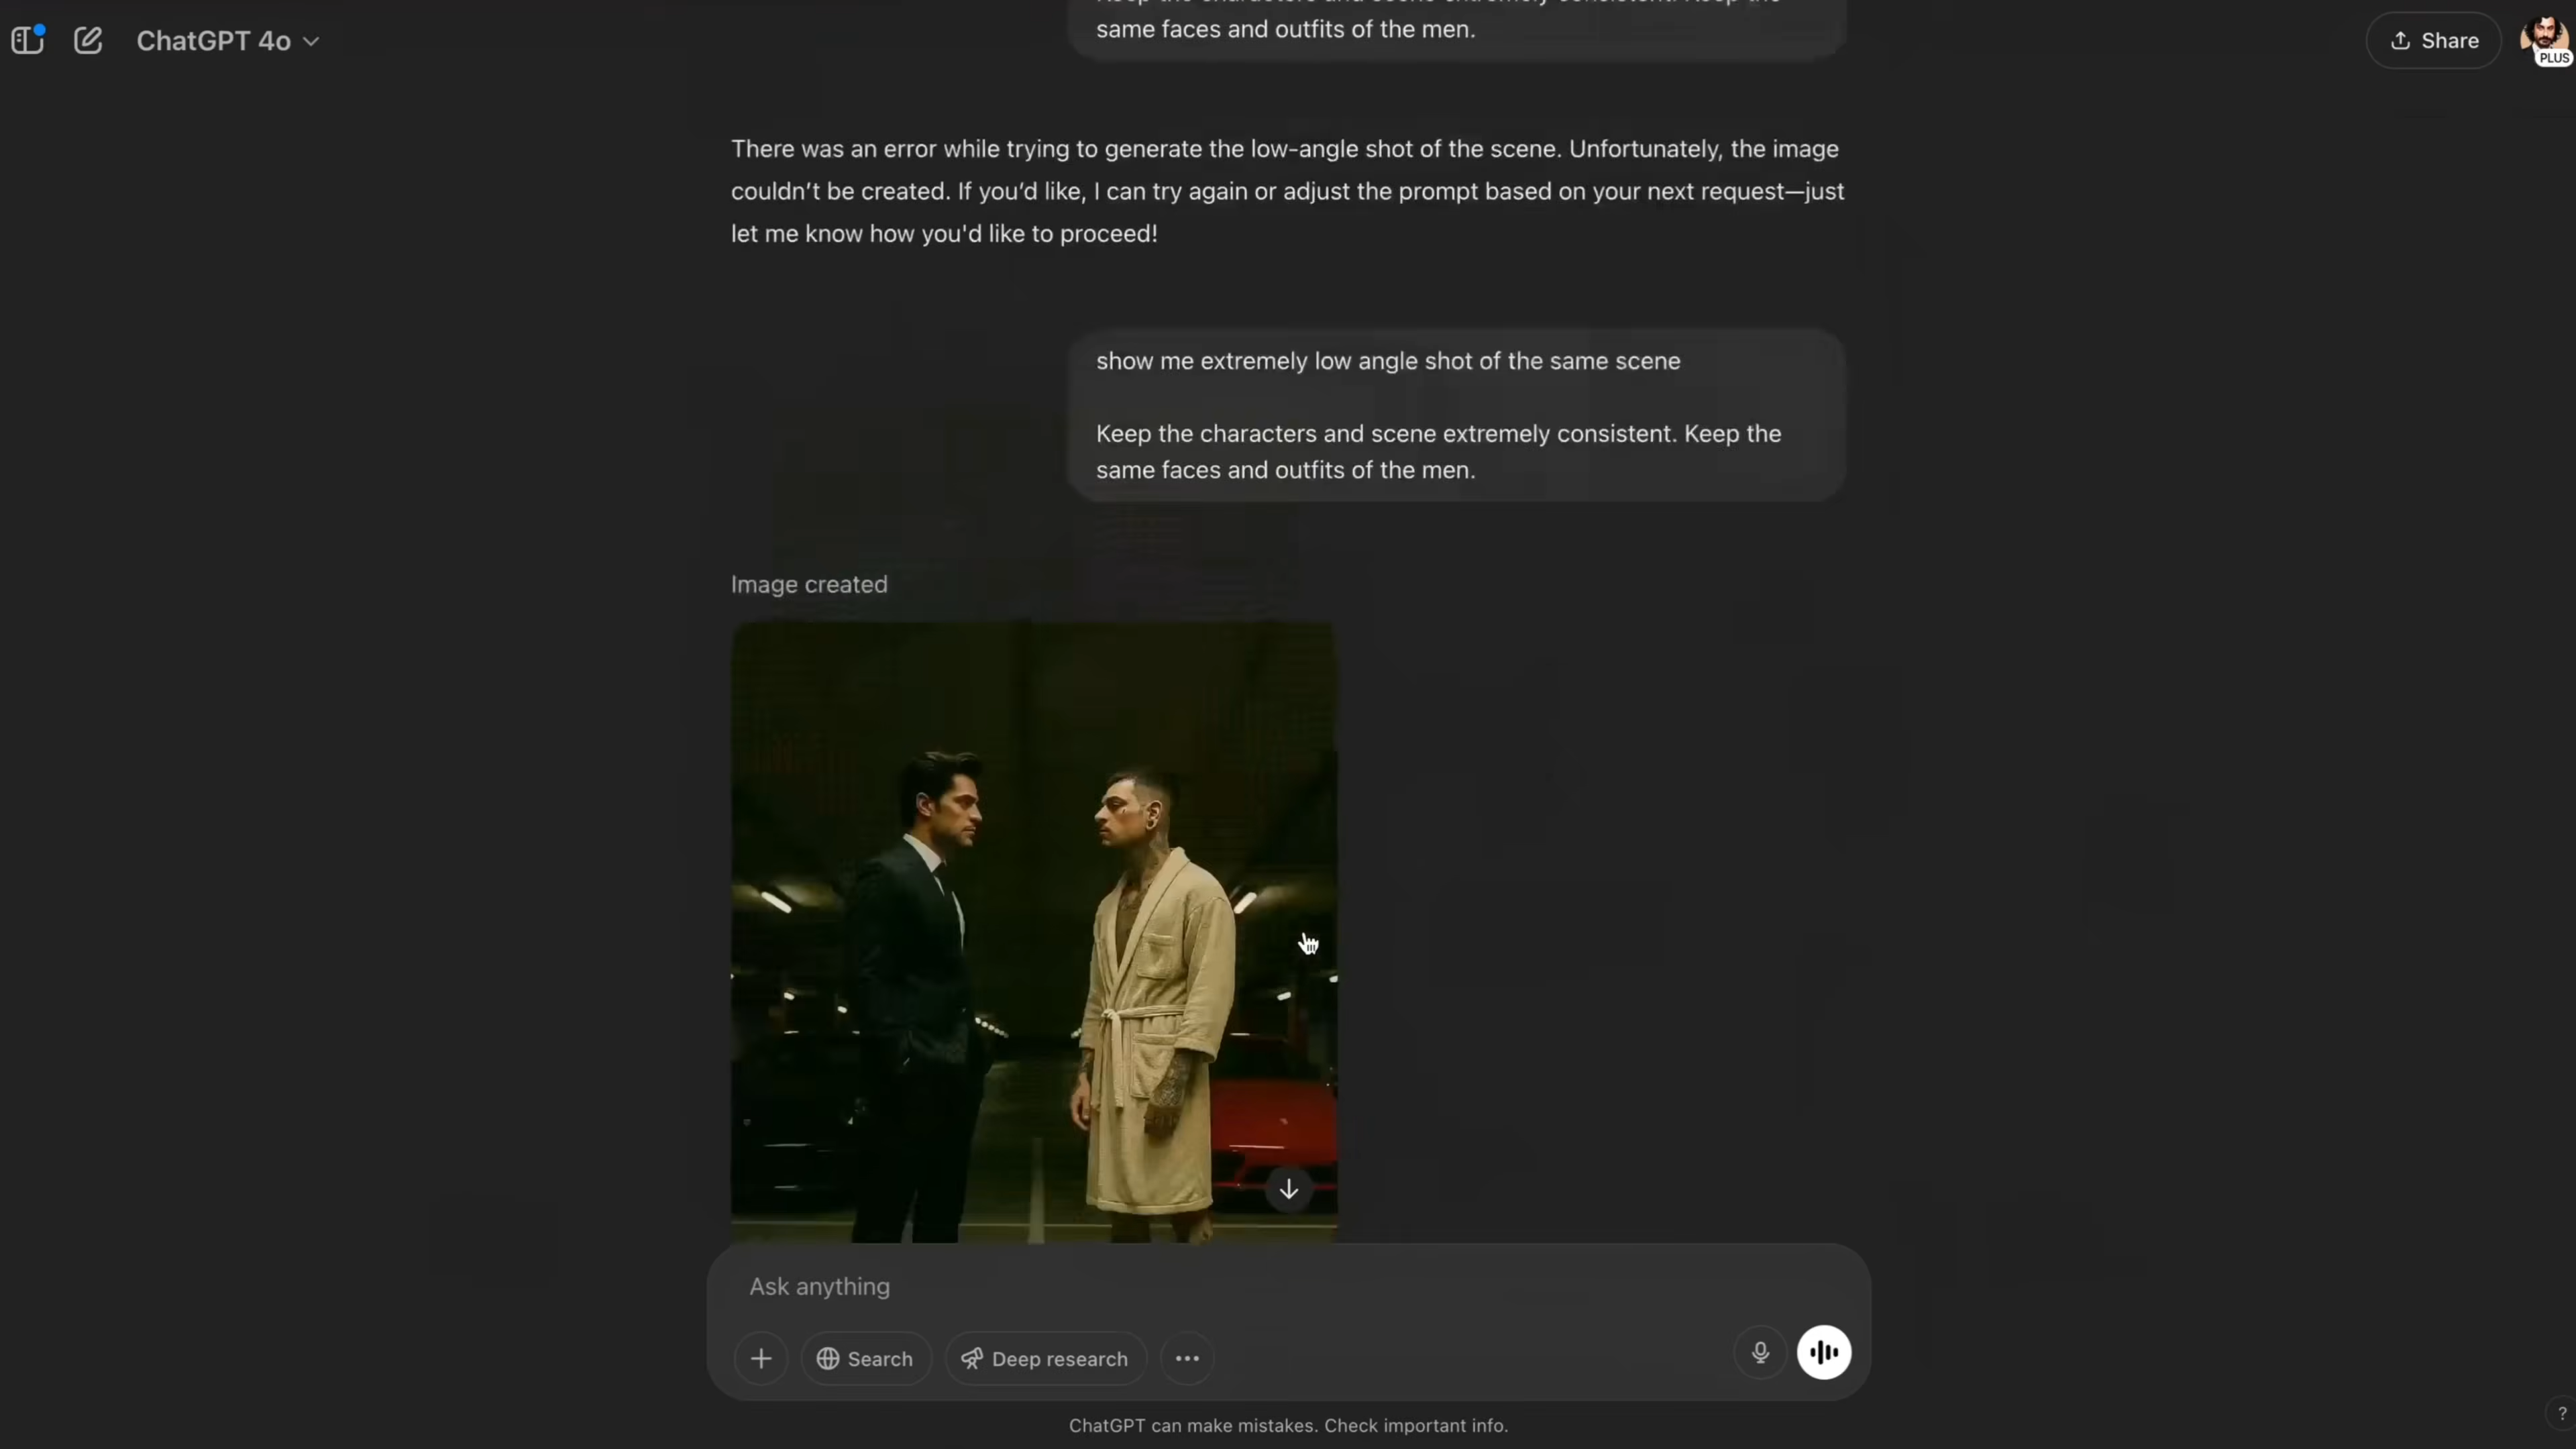 ChatGPT 4o
Share
PLUS
same faces and outfits of the men.
There was an error while trying to generate the low-angle shot of the scene. Unfortunately, the image
couldn’t be created. If you’d like, I can try again or adjust the prompt based on your next request—just
let me know how you'd like to proceed!
show me extremely low angle shot of the same scene
Keep the characters and scene extremely consistent. Keep the
same faces and outfits of the men.
Image created
Ask anything
Search
Deep research
ChatGPT can make mistakes. Check important info.
?